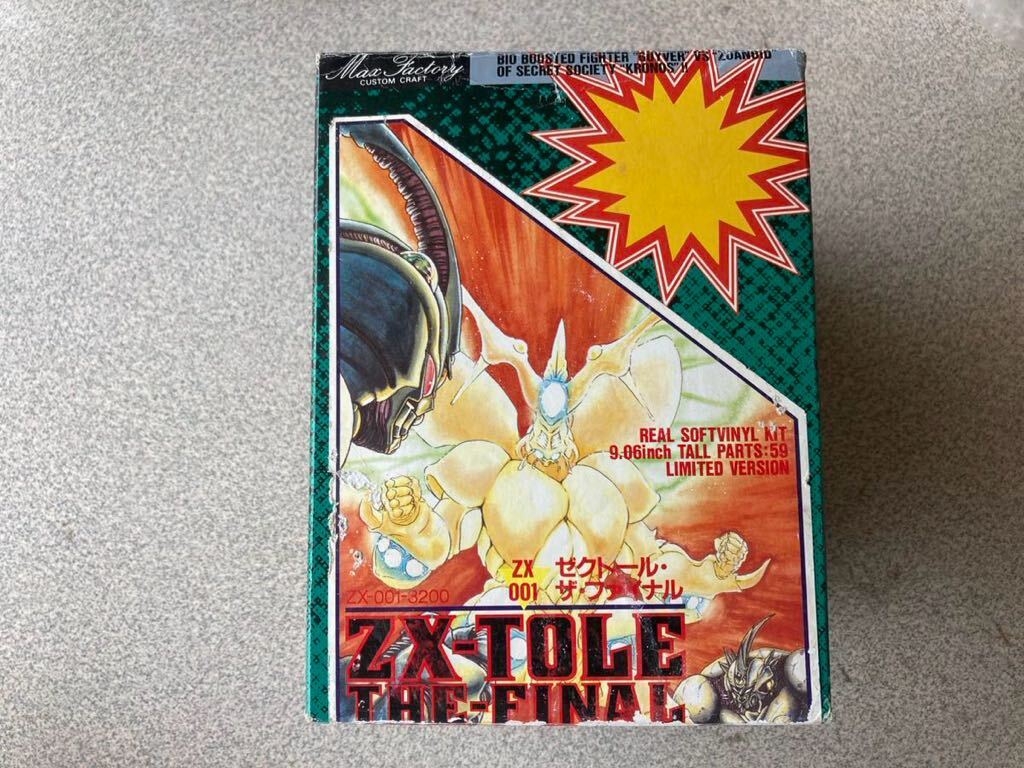 Max Factory
CUSTOM CRAFT
BIO BOOSTED FIGHTER "GUYVER" VS "ZOANOID"
OF SECRET SOCIETY "KRONOS"!!
REAL SOFTVINYL KIT
9.06inch TALL PARTS:59
LIMITED VERSION
ZX ゼクトール・
001 ザ・ファイナル
ZX-001-3200
ZX-TOLE
THE-FINAL